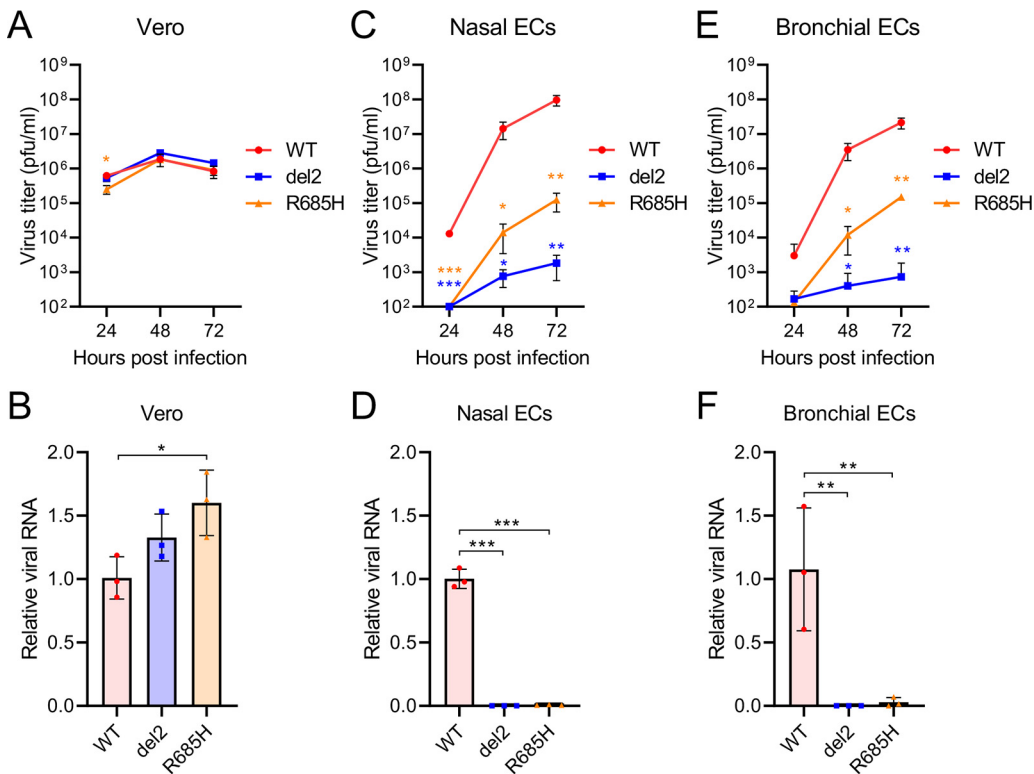 A
Vero
10⁹
10⁸
10⁷
10⁶
10⁵
10⁴
10³
10²
Virus titer (pfu/ml)
*
24 48 72
Hours post infection
WT
del2
R685H
C
Nasal ECs
10⁹
10⁸
10⁷
10⁶
10⁵
10⁴
10³
10²
Virus titer (pfu/ml)
**
*
***
***
*
**
24 48 72
Hours post infection
WT
del2
R685H
E
Bronchial ECs
10⁹
10⁸
10⁷
10⁶
10⁵
10⁴
10³
10²
Virus titer (pfu/ml)
**
*
*
**
24 48 72
Hours post infection
WT
del2
R685H
B
Vero
2.0
1.5
1.0
0.5
0.0
Relative viral RNA
*
WT del2 R685H
D
Nasal ECs
2.0
1.5
1.0
0.5
0.0
Relative viral RNA
***
***
WT del2 R685H
F
Bronchial ECs
2.0
1.5
1.0
0.5
0.0
Relative viral RNA
**
**
WT del2 R685H